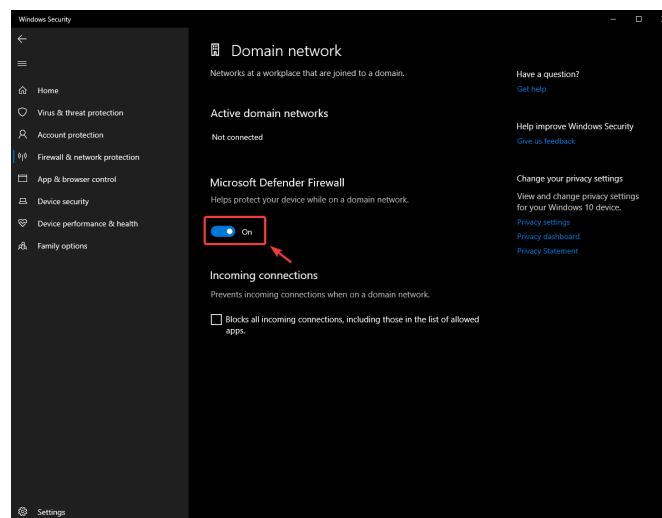 Windows Security
Home
Virus & threat protection
Account protection
Firewall & network protection
App & browser control
Device security
Device performance & health
Family options
Settings
Domain network
Networks at a workplace that are joined to a domain.
Active domain networks
Not connected
Microsoft Defender Firewall
Helps protect your device while on a domain network.
On
Incoming connections
Prevents incoming connections when on a domain network.
Blocks all incoming connections, including those in the list of allowed
apps.
Have a question?
Get help
Help improve Windows Security
Give us feedback
Change your privacy settings
View and change privacy settings
for your Windows 10 device.
Privacy settings
Privacy dashboard
Privacy Statement